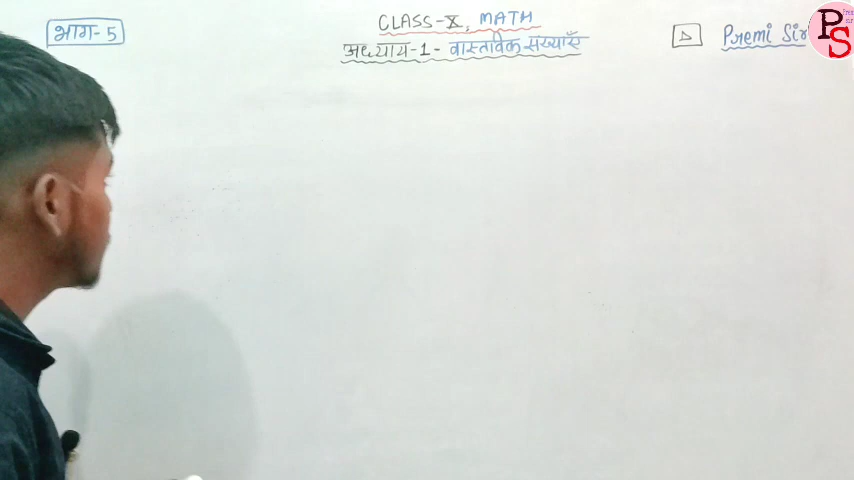 भाग-5
CLASS-X, MATH
अध्याय-1- वास्तविक संख्याएँ
Premi Sir
PS